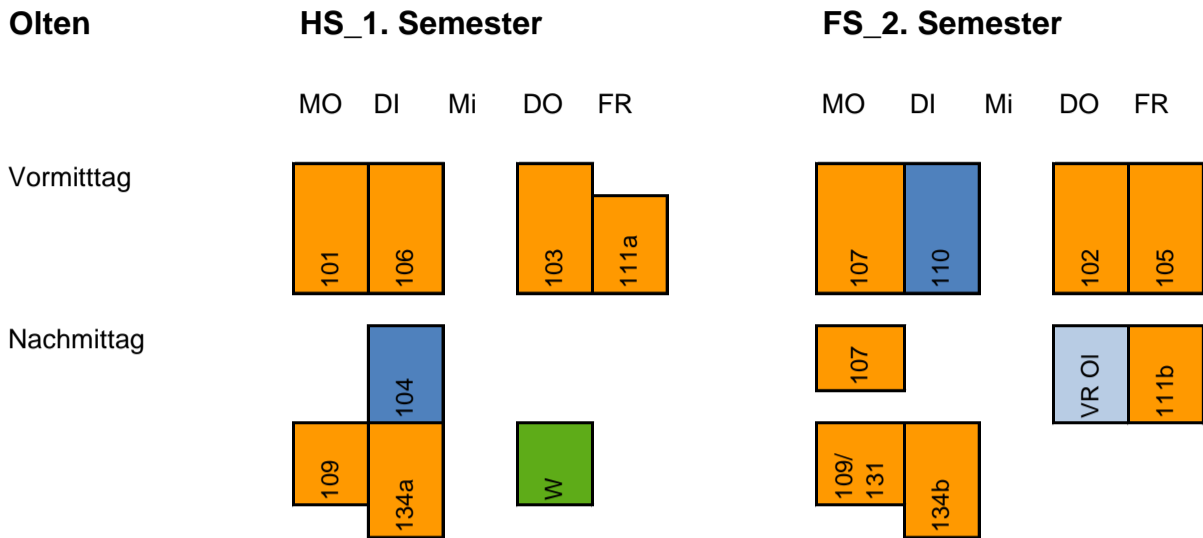 Olten HS_1. Semester FS_2. Semester
MO DI Mi DO FR MO DI Mi DO FR
Vormitttag
101 106 103 111a 107 110 102 105
Nachmittag
104 107 VR OI 111b
109 134a W 109/
131 134b